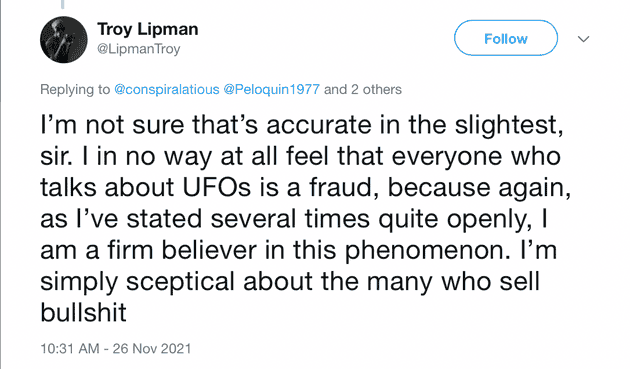 Troy Lipman
@LipmanTroy
Follow
Replying to @conspiralatious @Peloquin1977 and 2 others
I'm not sure that's accurate in the slightest,
sir. I in no way at all feel that everyone who
talks about UFOs is a fraud, because again,
as I've stated several times quite openly, I
am a firm believer in this phenomenon. I'm
simply sceptical about the many who sell
bullshit
10:31 AM - 26 Nov 2021